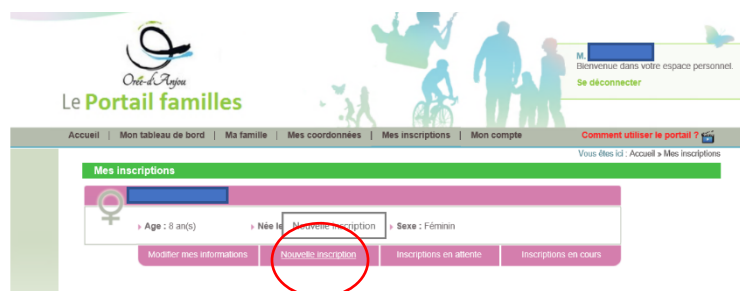 Orée-d'Anjou
Le Portail familles
M.
Bienvenue dans votre espace personnel.
Se déconnecter
Accueil | Mon tableau de bord | Ma famille | Mes coordonnées | Mes inscriptions | Mon compte
Comment utiliser le portail ?
Vous êtes ici : Accueil » Mes inscriptions
Mes inscriptions
Age : 8 an(s) Née le Nouvelle inscription Sexe : Féminin
Modifier mes informations Nouvelle inscription Inscriptions en attente Inscriptions en cours